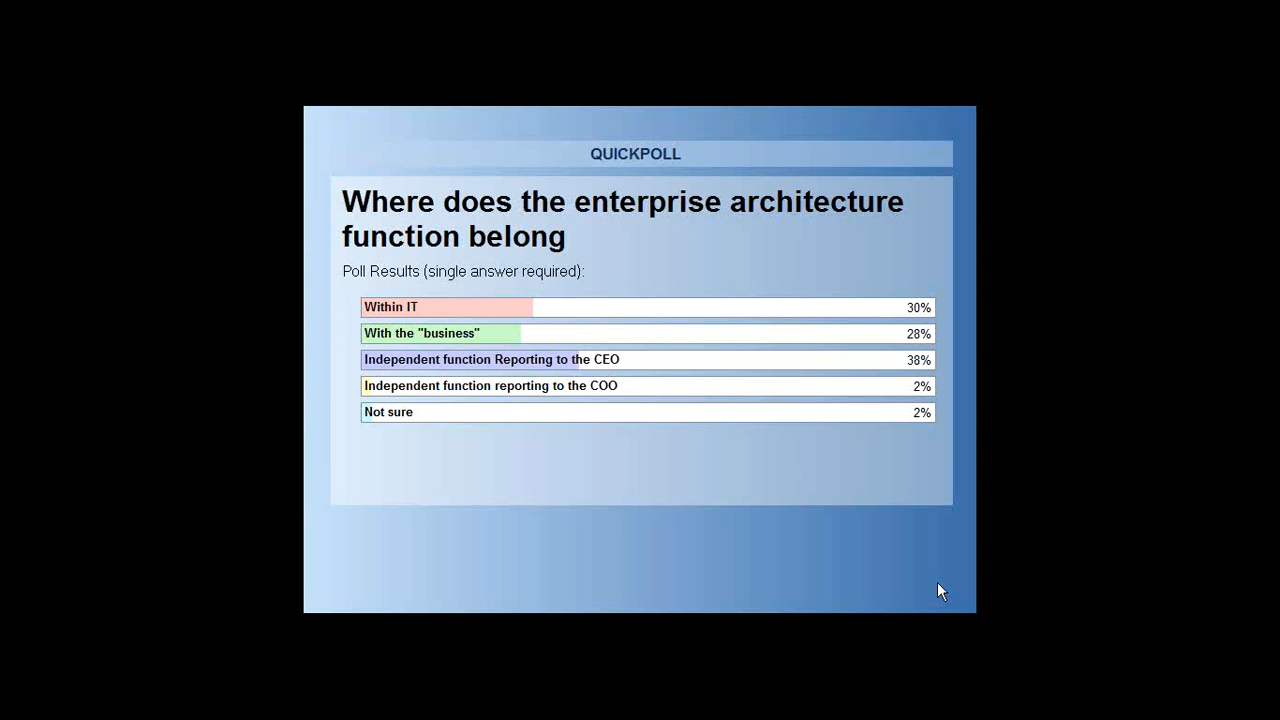 QUICKPOLL
Where does the enterprise architecture
function belong
Poll Results (single answer required):
Within IT 30%
With the "business" 28%
Independent function Reporting to the CEO 38%
Independent function reporting to the COO 2%
Not sure 2%